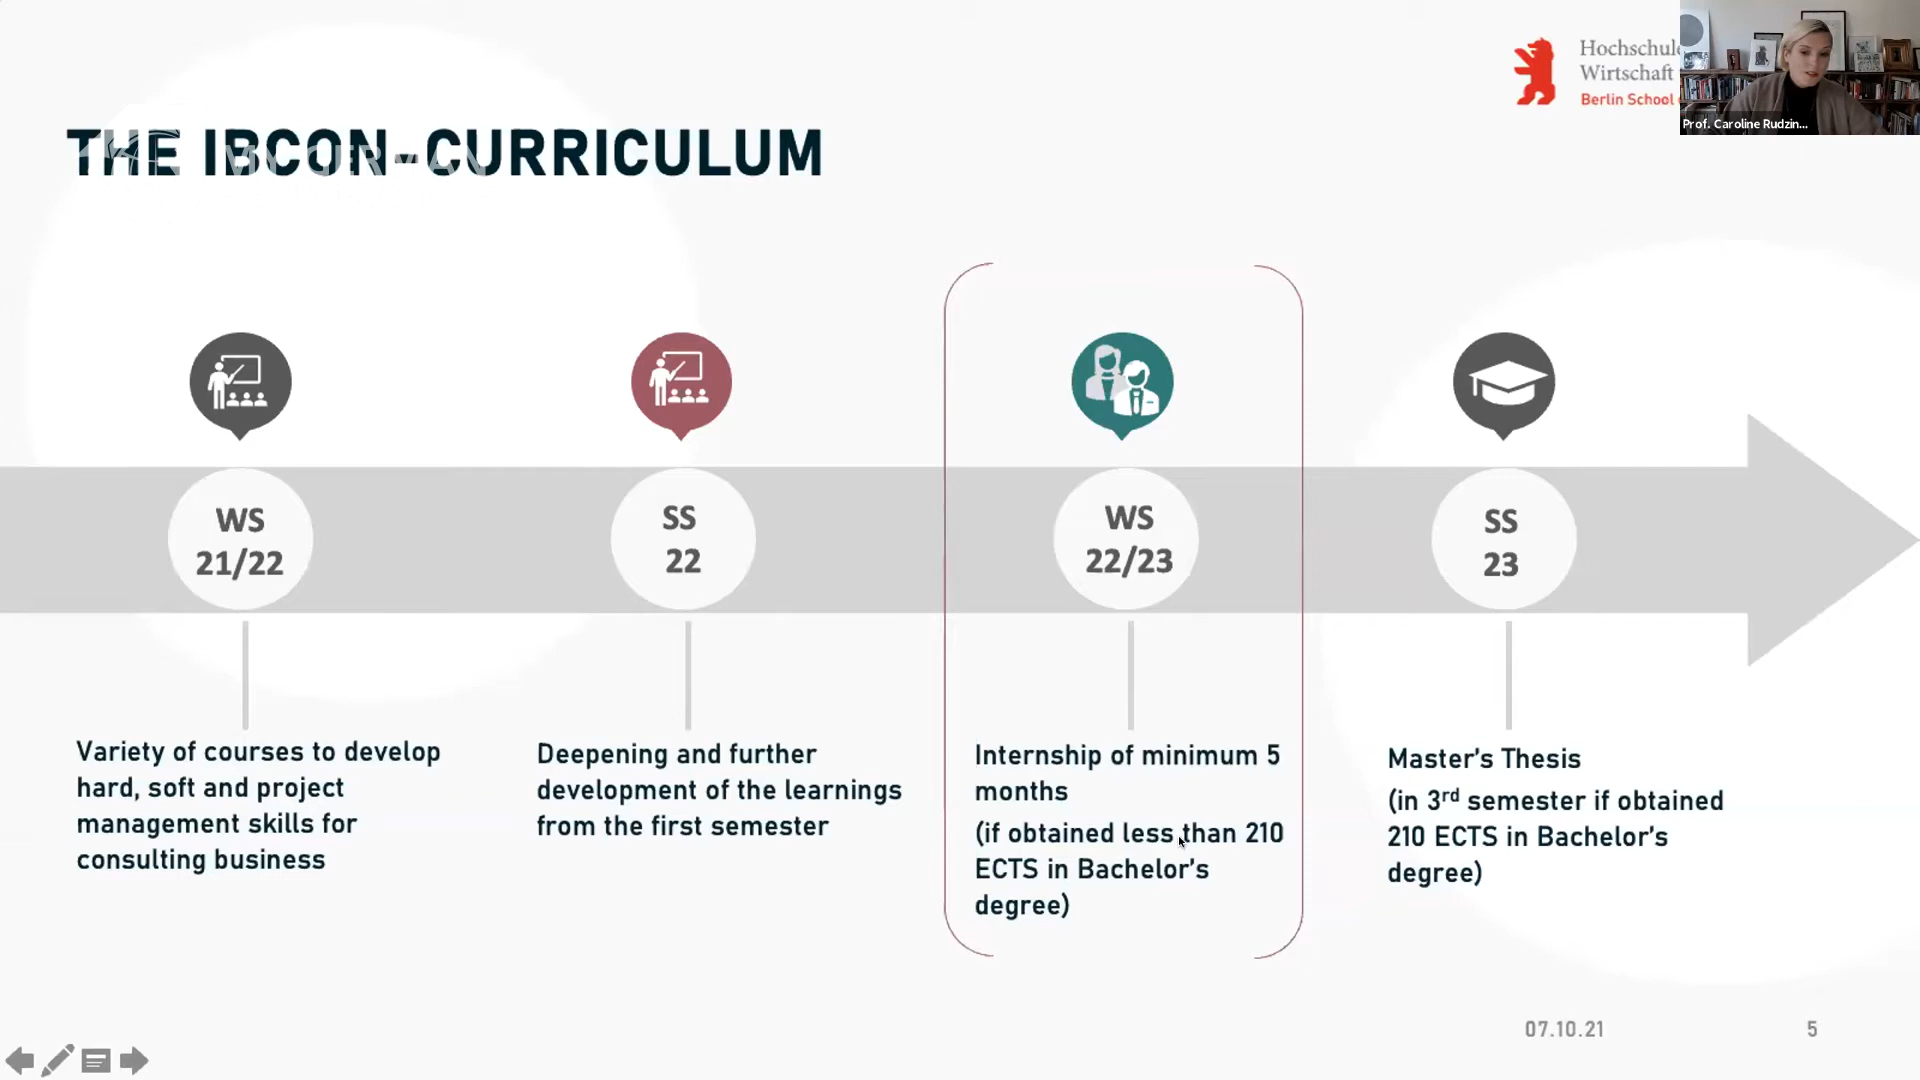 Hochschule
Wirtschaft
Berlin School
Prof. Caroline Rudzin...
THE IBCON-CURRICULUM
MY GERMAN
WS
21/22
SS
22
WS
22/23
SS
23
Variety of courses to develop
hard, soft and project
management skills for
consulting business
Deepening and further
development of the learnings
from the first semester
Internship of minimum 5
months
(if obtained less than 210
ECTS in Bachelor's
degree)
Master's Thesis
(in 3rd semester if obtained
210 ECTS in Bachelor's
degree)
07.10.21
5